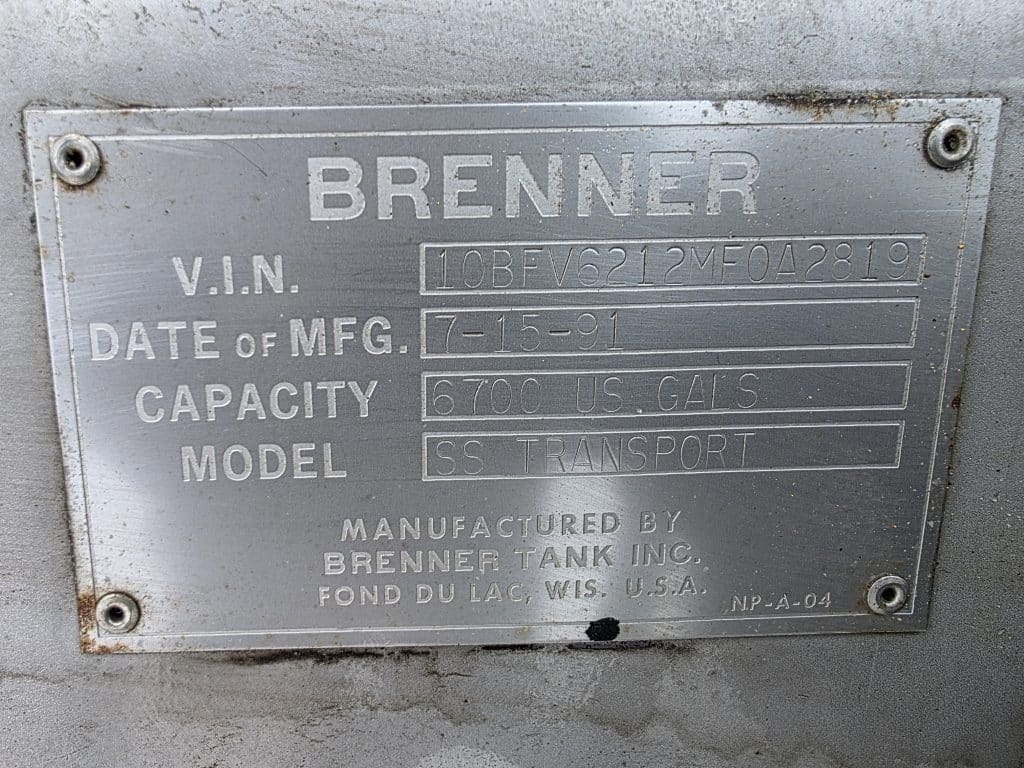 BRENNER
V.I.N. 10BFV6212MF0A2819
DATE OF MFG. 7-15-91
CAPACITY 6700 US GALS
MODEL SS TRANSPORT
MANUFACTURED BY
BRENNER TANK INC.
FOND DU LAC, WIS. U.S.A.
NP-A-04